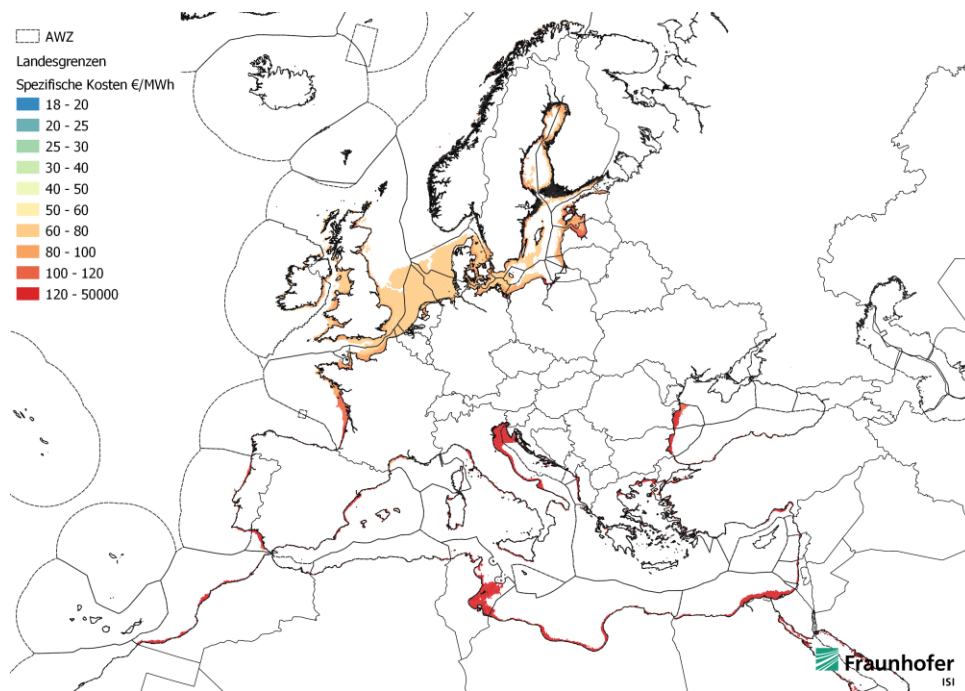 AWZ
Landesgrenzen
Spezifische Kosten €/MWh
18 - 20
20 - 25
25 - 30
30 - 40
40 - 50
50 - 60
60 - 80
80 - 100
100 - 120
120 - 50000
Fraunhofer
ISI